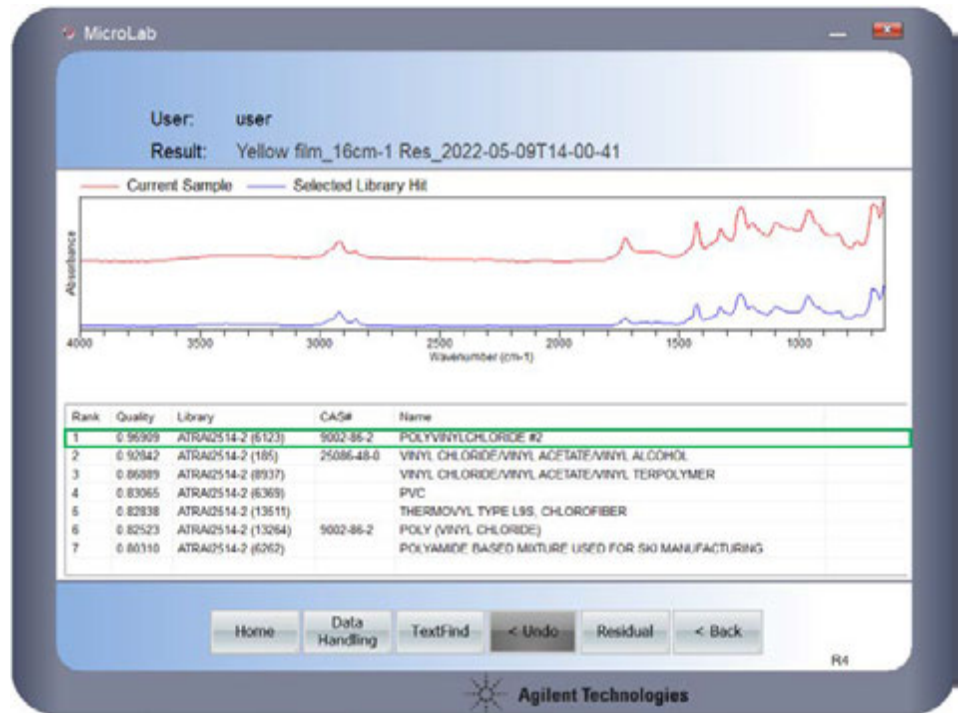 MicroLab
User: user
Result: Yellow film_16cm-1 Res_2022-05-09T14-00-41
Current Sample Selected Library Hit
Absorbance
4000 3500 3000 2500 2000 1500 1000
Wavenumber (cm-1)
Rank Quality Library CAS# Name
1 0.96909 ATRAI2514-2 (6123) 9002-86-2 POLYVINYLCHLORIDE #2
2 0.92842 ATRAI2514-2 (185) 25086-48-0 VINYL CHLORIDE/VINYL ACETATE/VINYL ALCOHOL
3 0.86889 ATRAI2514-2 (8937) VINYL CHLORIDE/VINYL ACETATE/VINYL TERPOLYMER
4 0.83065 ATRAI2514-2 (6369) PVC
5 0.82838 ATRAI2514-2 (13511) THERMOVYL TYPE L9S, CHLOROFIBER
6 0.82523 ATRAI2514-2 (13264) 9002-86-2 POLY (VINYL CHLORIDE)
7 0.80310 ATRAI2514-2 (6262) POLYAMIDE BASED MIXTURE USED FOR SKI MANUFACTURING
Home Data Handling TextFind < Undo Residual < Back
R4
Agilent Technologies